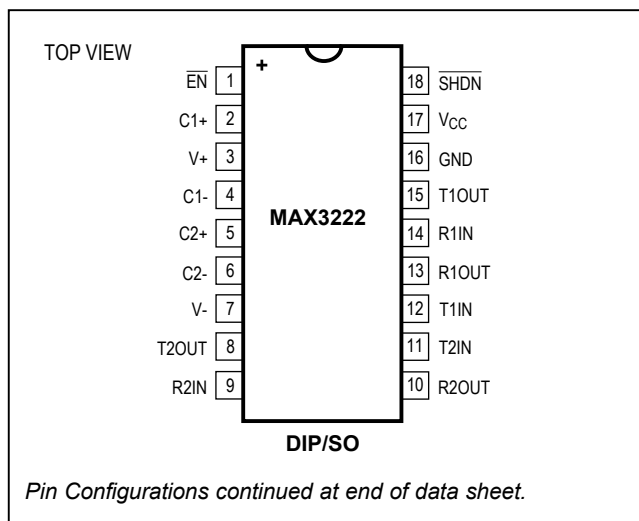 TOP VIEW
+
E̅N̅ 1
C1+ 2
V+ 3
C1- 4
C2+ 5
C2- 6
V- 7
T2OUT 8
R2IN 9
MAX3222
18 S̅H̅D̅N̅
17 VCC
16 GND
15 T1OUT
14 R1IN
13 R1OUT
12 T1IN
11 T2IN
10 R2OUT
DIP/SO
Pin Configurations continued at end of data sheet.